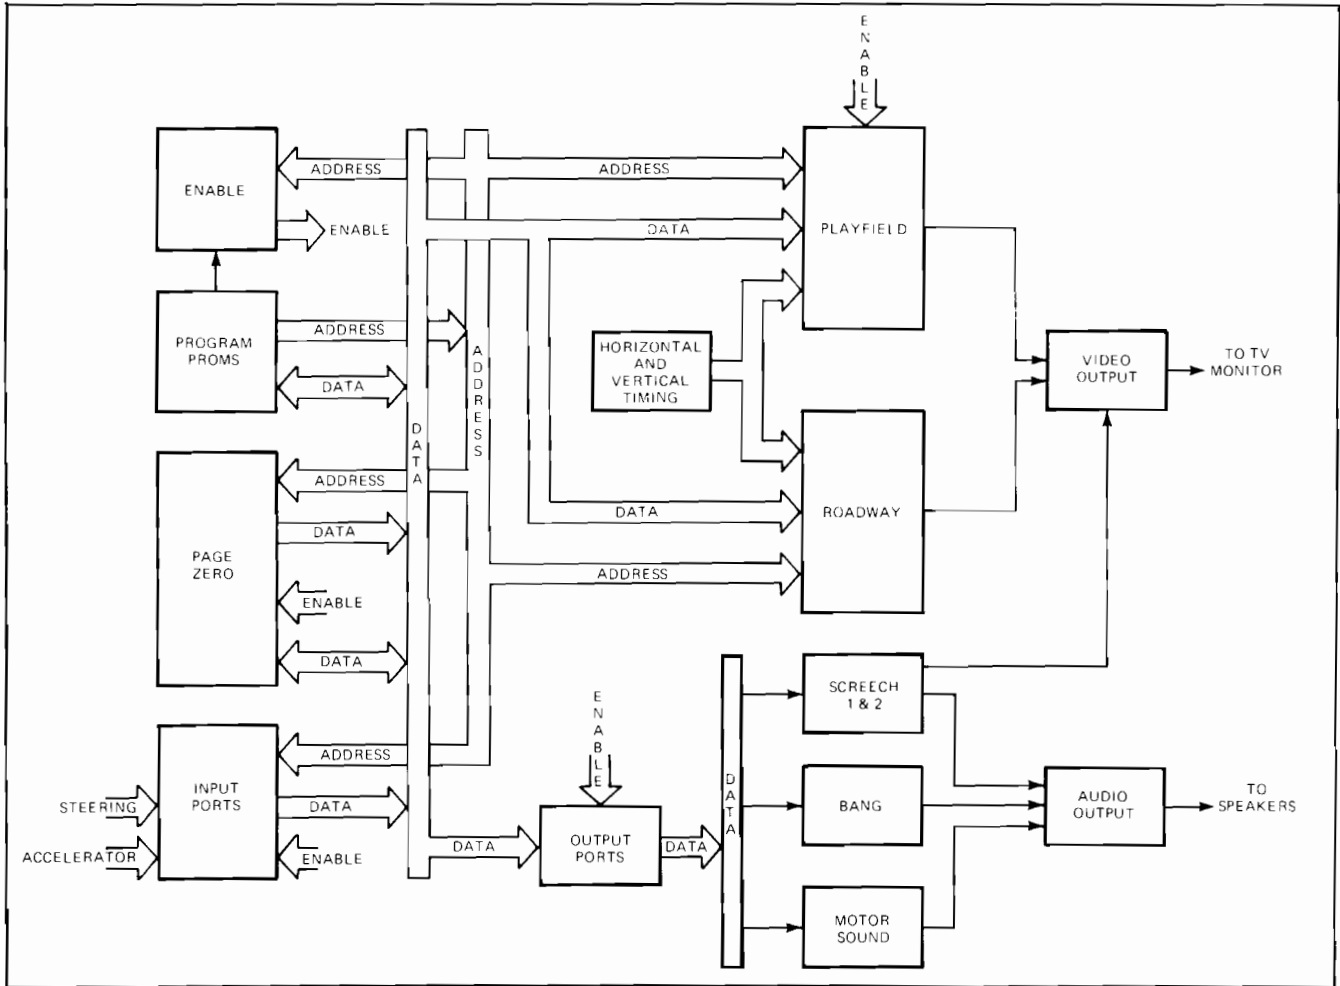 ENABLE
ENABLE
ADDRESS
ADDRESS
ENABLE
DATA
PLAYFIELD
PROGRAM
PROMS
ADDRESS
DATA
ADDRESS
DATA
HORIZONTAL
AND
VERTICAL
TIMING
VIDEO
OUTPUT
TO TV
MONITOR
PAGE
ZERO
ADDRESS
DATA
ENABLE
DATA
DATA
ADDRESS
ROADWAY
INPUT
PORTS
STEERING
ACCELERATOR
ADDRESS
DATA
ENABLE
DATA
ENABLE
OUTPUT
PORTS
DATA
DATA
SCREECH
1 & 2
BANG
MOTOR
SOUND
AUDIO
OUTPUT
TO
SPEAKERS